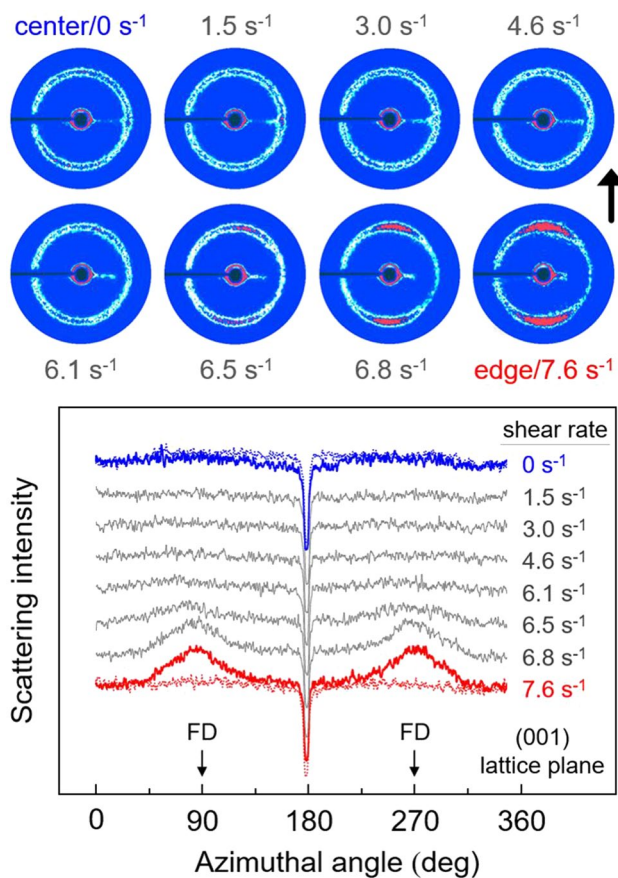 center/0 s⁻¹ 1.5 s⁻¹ 3.0 s⁻¹ 4.6 s⁻¹
6.1 s⁻¹ 6.5 s⁻¹ 6.8 s⁻¹ edge/7.6 s⁻¹
shear rate
0 s⁻¹
1.5 s⁻¹
3.0 s⁻¹
4.6 s⁻¹
6.1 s⁻¹
6.5 s⁻¹
6.8 s⁻¹
7.6 s⁻¹
Scattering intensity
FD FD (001)
lattice plane
0 90 180 270 360
Azimuthal angle (deg)